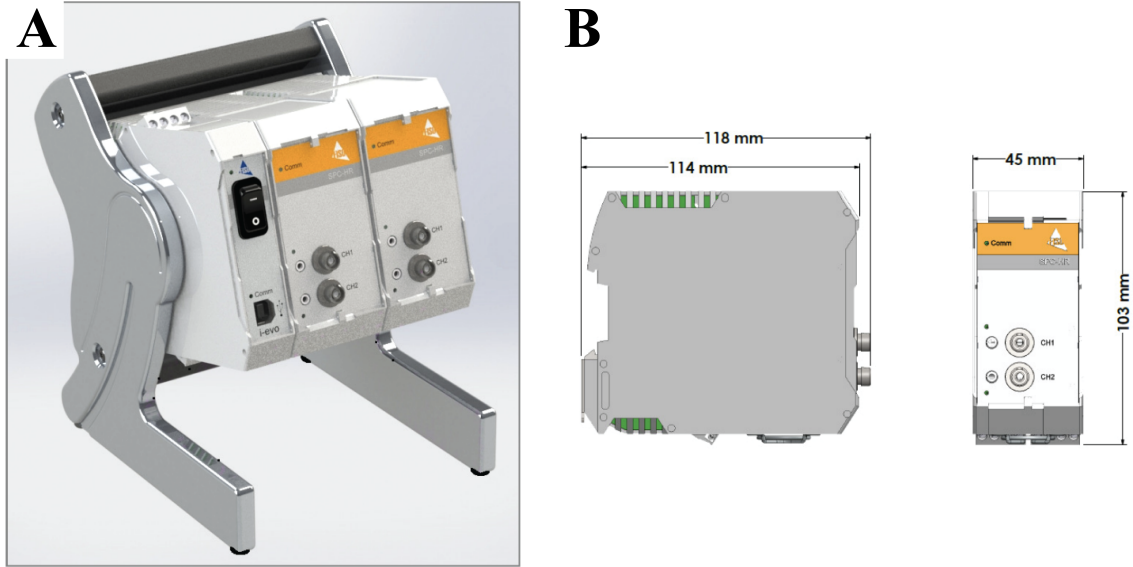 A
B
Comm
SPC-HR
CH1
CH2
Comm
SPC-HR
CH1
CH2
Comm
i-evo
118 mm
114 mm
45 mm
103 mm
Comm
SPC-HR
CH1
CH2